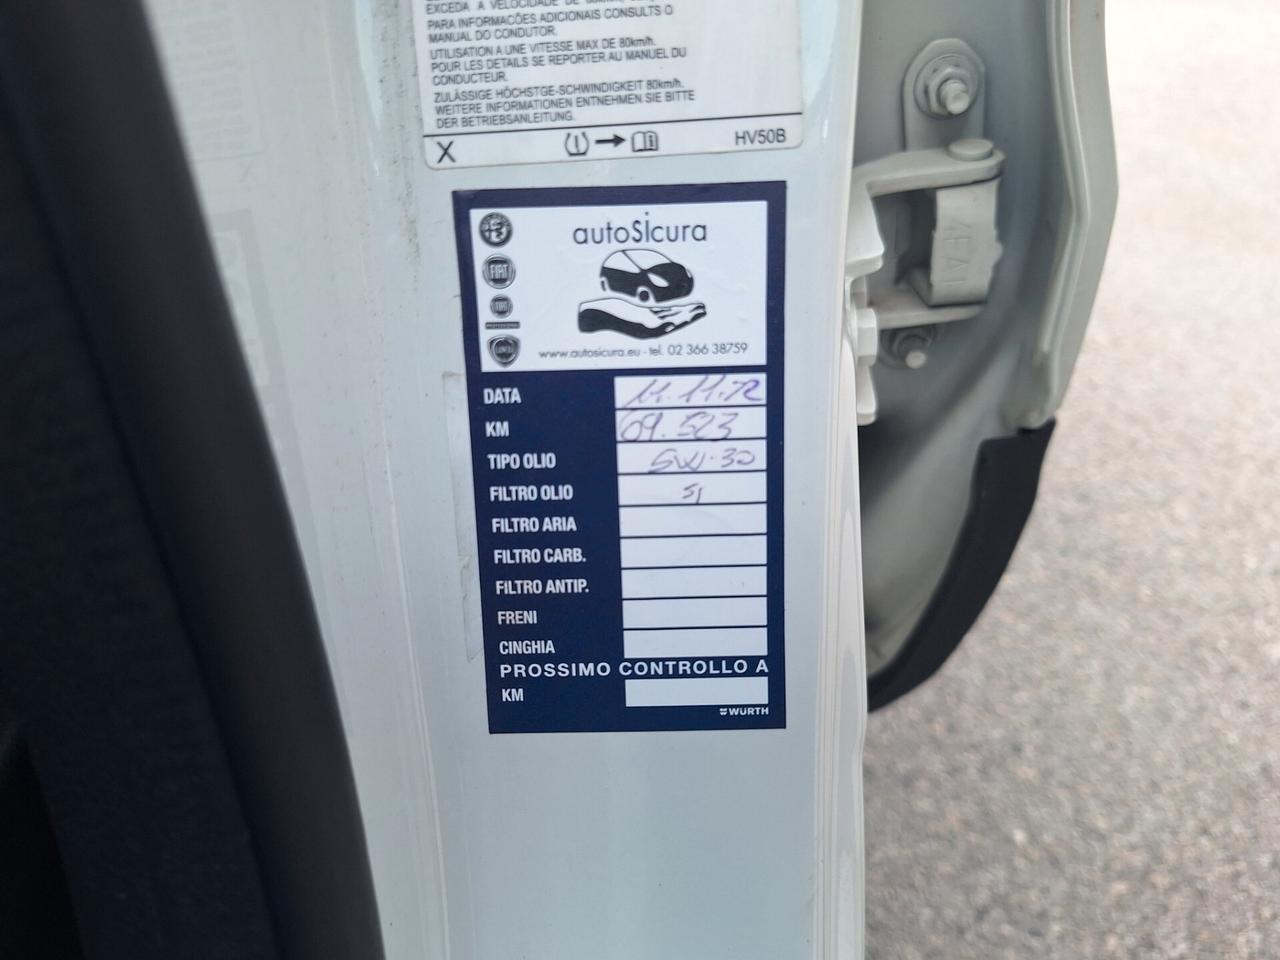 EXCEDA A VELOCIDADE DE
PARA INFORMACÕES ADICIONAIS CONSULTS O
MANUAL DO CONDUTOR.
UTILISATION A UNE VITESSE MAX DE 80km/h.
POUR LES DETAILS SE REPORTER AU MANUEL DU
CONDUCTEUR.
ZULÄSSIGE HÖCHSTGE-SCHWINDIGKEIT 80km/h.
WEITERE INFORMATIONEN ENTNEHMEN SIE BITTE
DER BETRIEBSANLEITUNG.
X HV50B
autoSicura
FIAT
www.autosicura.eu - tel. 02 366 38759
DATA 11.11.22
KM 69.523
TIPO OLIO 5W-30
FILTRO OLIO SI
FILTRO ARIA
FILTRO CARB.
FILTRO ANTIP.
FRENI
CINGHIA
PROSSIMO CONTROLLO A
KM
WÜRTH